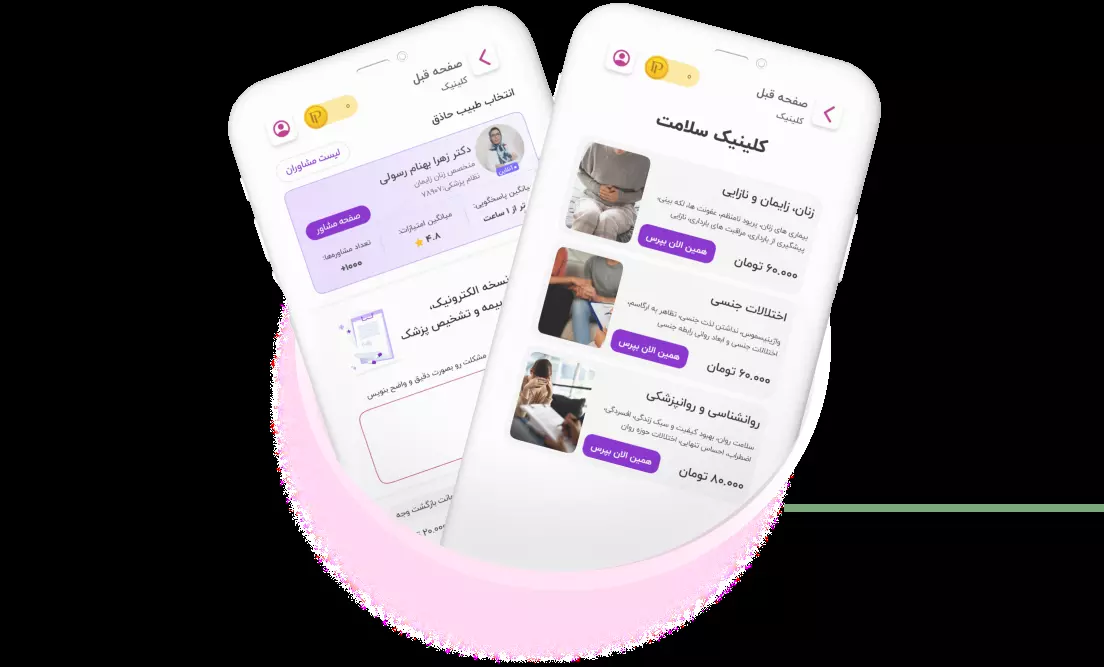 صفحه قبل
کلینیک
۰
کلینیک سلامت
زنان، زایمان و نازایی
بیماری های زنان، پریود نامنظم، عفونت ها، لکه بینی،
پیشگیری از بارداری، مراقبت های بارداری، نازایی
۶۰.۰۰۰ تومان
همین الان بپرس
اختلالات جنسی
واژینیسموس، نداشتن لذت جنسی، تظاهر به ارگاسم،
اختلالات جنسی و ابعاد روانی رابطه جنسی
۶۰.۰۰۰ تومان
همین الان بپرس
روانشناسی و روانپزشکی
سلامت روان، بهبود کیفیت و سبک زندگی، افسردگی،
اضطراب، احساس تنهایی، اختلالات حوزه روان
۸۰.۰۰۰ تومان
همین الان بپرس
صفحه قبل
کلینیک
۰
انتخاب طبیب حاذق
لیست مشاوران
دکتر زهرا بهنام رسولی
متخصص زنان زایمان
نظام پزشکی: ۷۸۹۰۷
آنلاین
صفحه مشاور
میانگین پاسخگویی:
تر از ۱ ساعت
میانگین امتیازات:
۴.۸
تعداد مشاوره‌ها:
+۱۰۰۰
نسخه الکترونیک،
بیمه و تشخیص پزشک
مشکلت رو بصورت دقیق و واضح بنویس
بازگشت وجه
۲۰.۰۰۰